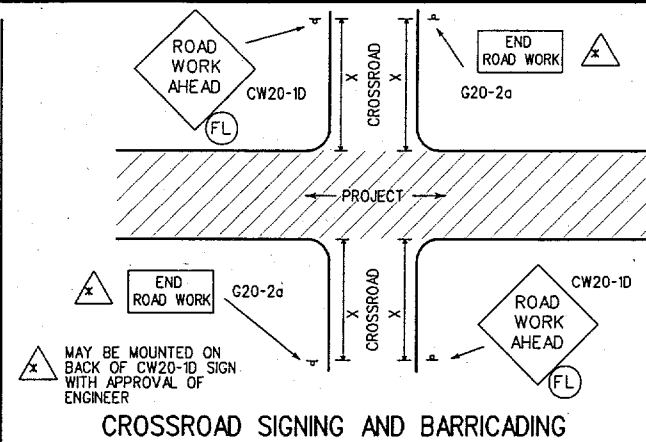 ROAD
WORK
AHEAD
CW20-1D
FL
X
CROSSROAD
X
END
ROAD WORK
*
G20-2a
PROJECT
*
END
ROAD WORK
G20-2a
X
CROSSROAD
X
CW20-1D
ROAD
WORK
AHEAD
FL
*
MAY BE MOUNTED ON
BACK OF CW20-1D SIGN
WITH APPROVAL OF
ENGINEER
CROSSROAD SIGNING AND BARRICADING